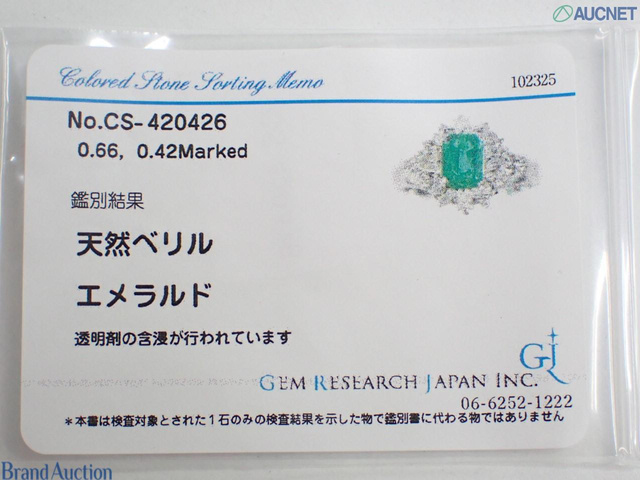 AUCNET
Colored Stone Sorting Memo
102325
No.CS-420426
0.66, 0.42Marked
鑑別結果
天然ベリル
エメラルド
透明剤の含浸が行われています
GJ
GEM RESEARCH JAPAN INC.
06-6252-1222
*本書は検査対象とされた1石のみの検査結果を示した物で鑑別書に代わる物ではありません
Brand Auction